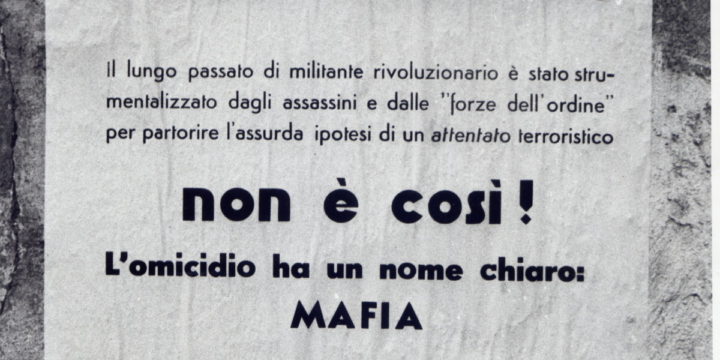 Il lungo passato di militante rivoluzionario è stato stru-
mentalizzato dagli assassini e dalle "forze dell'ordine"
per partorire l'assurda ipotesi di un attentato terroristico
non è così!
L'omicidio ha un nome chiaro:
MAFIA